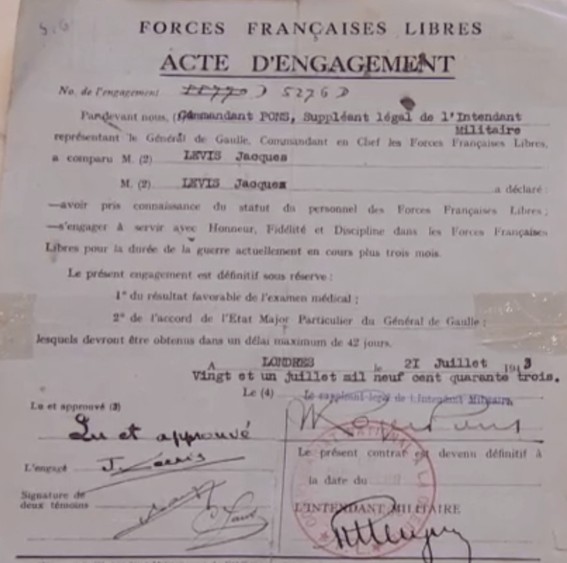 5.G
FORCES FRANÇAISES LIBRES
ACTE D'ENGAGEMENT
No. de l'engagement D 5276 D
Pardevant nous, (1) Commandant PONS, Suppléant légal de l'Intendant
Militaire
représentant le Général de Gaulle, Commandant en Chef les Forces Françaises Libres,
a comparu M. (2) LEVIS Jacques
M. (2) LEVIS Jacques a déclaré :
—avoir pris connaissance du statut du personnel des Forces Françaises Libres ;
—s'engager à servir avec Honneur, Fidélité et Discipline dans les Forces Françaises
Libres pour la durée de la guerre actuellement en cours plus trois mois.
Le présent engagement est définitif sous réserve :
1º du résultat favorable de l'examen médical ;
2º de l'accord de l'Etat Major Particulier du Général de Gaulle ;
lesquels devront être obtenus dans un délai maximum de 42 jours.
A LONDRES le 2I Juillet 1943
Vingt et un juillet mil neuf cent quarante trois.
Le (4) Le suppléant légal de l'Intendant Militaire,
Lu et approuvé (3)
Lu et approuvé
Le présent contrat est devenu définitif à
L'engagé J. Levis
la date du
Signature de
deux témoins
L'INTENDANT MILITAIRE